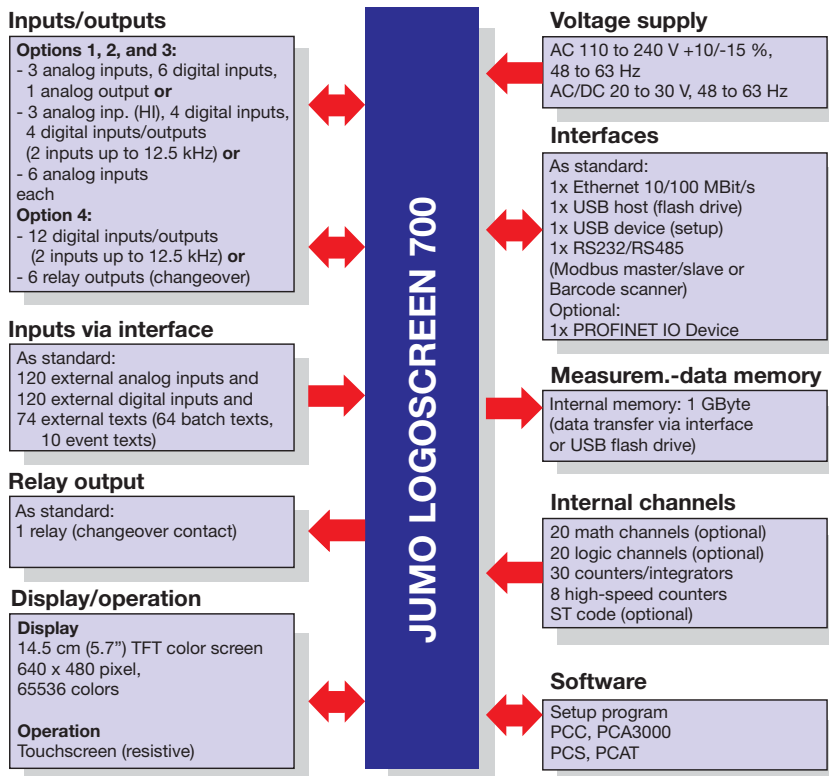 Inputs/outputs
Options 1, 2, and 3:
- 3 analog inputs, 6 digital inputs,
1 analog output or
- 3 analog inp. (HI), 4 digital inputs,
4 digital inputs/outputs
(2 inputs up to 12.5 kHz) or
- 6 analog inputs
each
Option 4:
- 12 digital inputs/outputs
(2 inputs up to 12.5 kHz) or
- 6 relay outputs (changeover)
Inputs via interface
As standard:
120 external analog inputs and
120 external digital inputs and
74 external texts (64 batch texts,
10 event texts)
Relay output
As standard:
1 relay (changeover contact)
Display/operation
Display
14.5 cm (5.7”) TFT color screen
640 x 480 pixel,
65536 colors
Operation
Touchscreen (resistive)
JUMO LOGOSCREEN 700
Voltage supply
AC 110 to 240 V +10/-15 %,
48 to 63 Hz
AC/DC 20 to 30 V, 48 to 63 Hz
Interfaces
As standard:
1x Ethernet 10/100 MBit/s
1x USB host (flash drive)
1x USB device (setup)
1x RS232/RS485
(Modbus master/slave or
Barcode scanner)
Optional:
1x PROFINET IO Device
Measurem.-data memory
Internal memory: 1 GByte
(data transfer via interface
or USB flash drive)
Internal channels
20 math channels (optional)
20 logic channels (optional)
30 counters/integrators
8 high-speed counters
ST code (optional)
Software
Setup program
PCC, PCA3000
PCS, PCAT